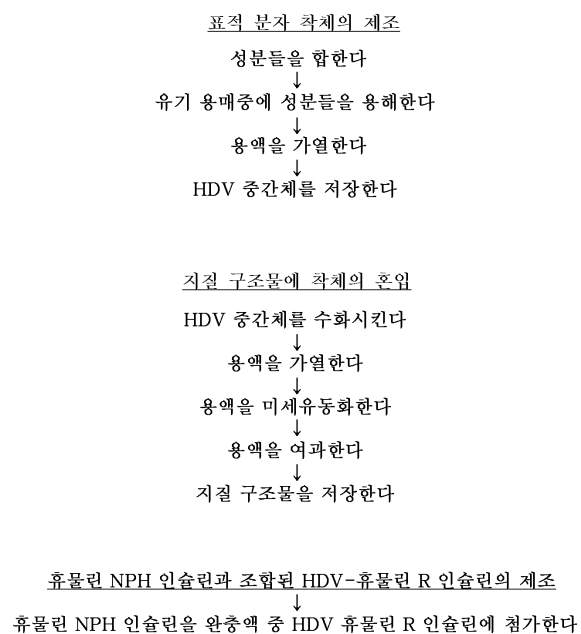 표적 분자 착체의 제조
성분들을 합한다
↓
유기 용매중에 성분들을 용해한다
↓
용액을 가열한다
↓
HDV 중간체를 저장한다
지질 구조물에 착체의 혼입
HDV 중간체를 수화시킨다
↓
용액을 가열한다
↓
용액을 미세유동화한다
↓
용액을 여과한다
↓
지질 구조물을 저장한다
휴물린 NPH 인슐린과 조합된 HDV-휴물린 R 인슐린의 제조
↓
휴물린 NPH 인슐린을 완충액 중 HDV 휴물린 R 인슐린에 첨가한다